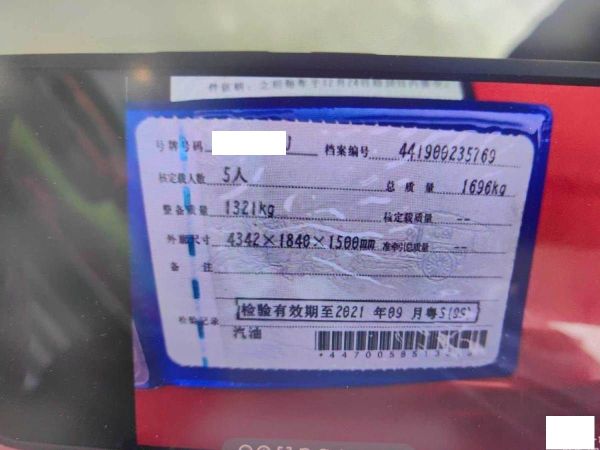 号牌号码 档案编号 441900235769
核定载人数 5人 总质量 1696kg
整备质量 1321kg 核定载质量 --
外廓尺寸 4342×1840×1500mm 准牵引总质量 --
备 注
检验有效期至2021 年09 月粤S(09)
检验记录
汽油